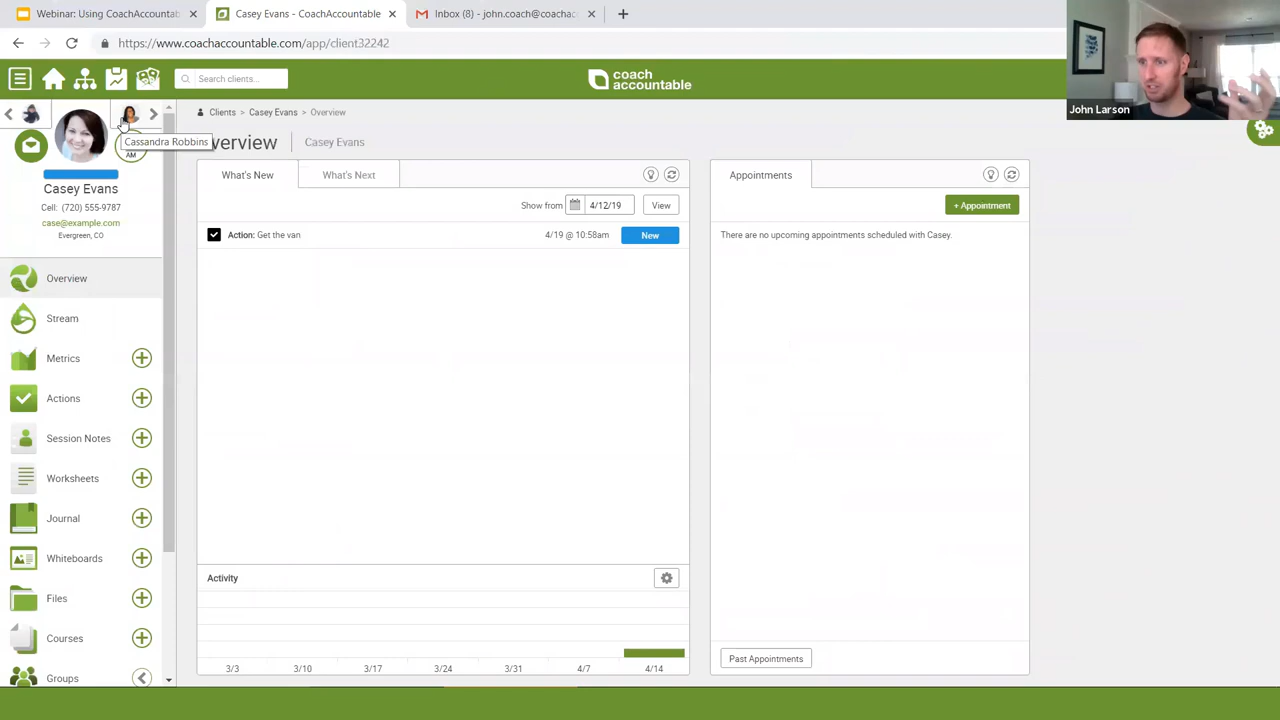 Webinar: Using CoachAccountab
Casey Evans - CoachAccountable
Inbox (8) - john.coach@coachac
https://www.coachaccountable.com/app/client32242
Search clients...
coach
accountable
John Larson
Clients > Casey Evans > Overview
Cassandra Robbins
verview
Casey Evans
AM
Casey Evans
Cell: (720) 555-9787
case@example.com
Evergreen, CO
Overview
Stream
Metrics
Actions
Session Notes
Worksheets
Journal
Whiteboards
Files
Courses
Groups
What's New
What's Next
Show from
4/12/19
View
Action: Get the van
4/19 @ 10:58am
New
Activity
3/3
3/10
3/17
3/24
3/31
4/7
4/14
Appointments
+ Appointment
There are no upcoming appointments scheduled with Casey.
Past Appointments